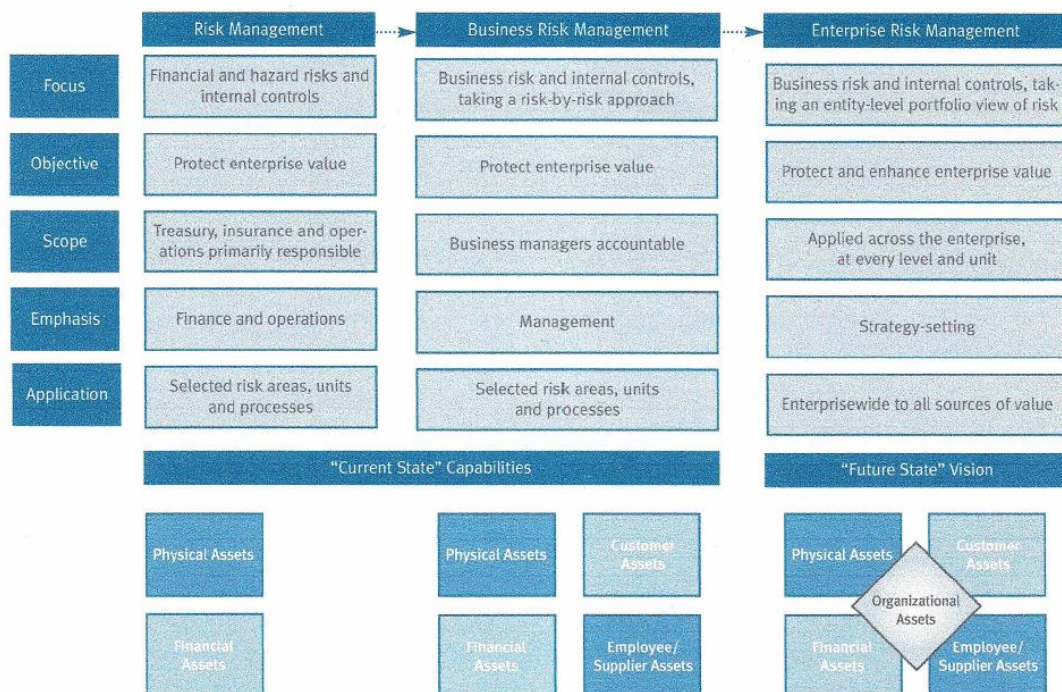 Risk Management
Business Risk Management
Enterprise Risk Management
Focus
Financial and hazard risks and
internal controls
Business risk and internal controls,
taking a risk-by-risk approach
Business risk and internal controls, tak-
ing an entity-level portfolio view of risk
Objective
Protect enterprise value
Protect enterprise value
Protect and enhance enterprise value
Scope
Treasury, insurance and oper-
ations primarily responsible
Business managers accountable
Applied across the enterprise,
at every level and unit
Emphasis
Finance and operations
Management
Strategy-setting
Application
Selected risk areas, units
and processes
Selected risk areas, units
and processes
Enterprisewide to all sources of value
"Current State" Capabilities
"Future State" Vision
Physical Assets
Physical Assets
Customer
Assets
Physical Assets
Customer
Assets
Organizational
Assets
Financial
Assets
Financial
Assets
Employee/
Supplier Assets
Financial
Assets
Employee/
Supplier Assets